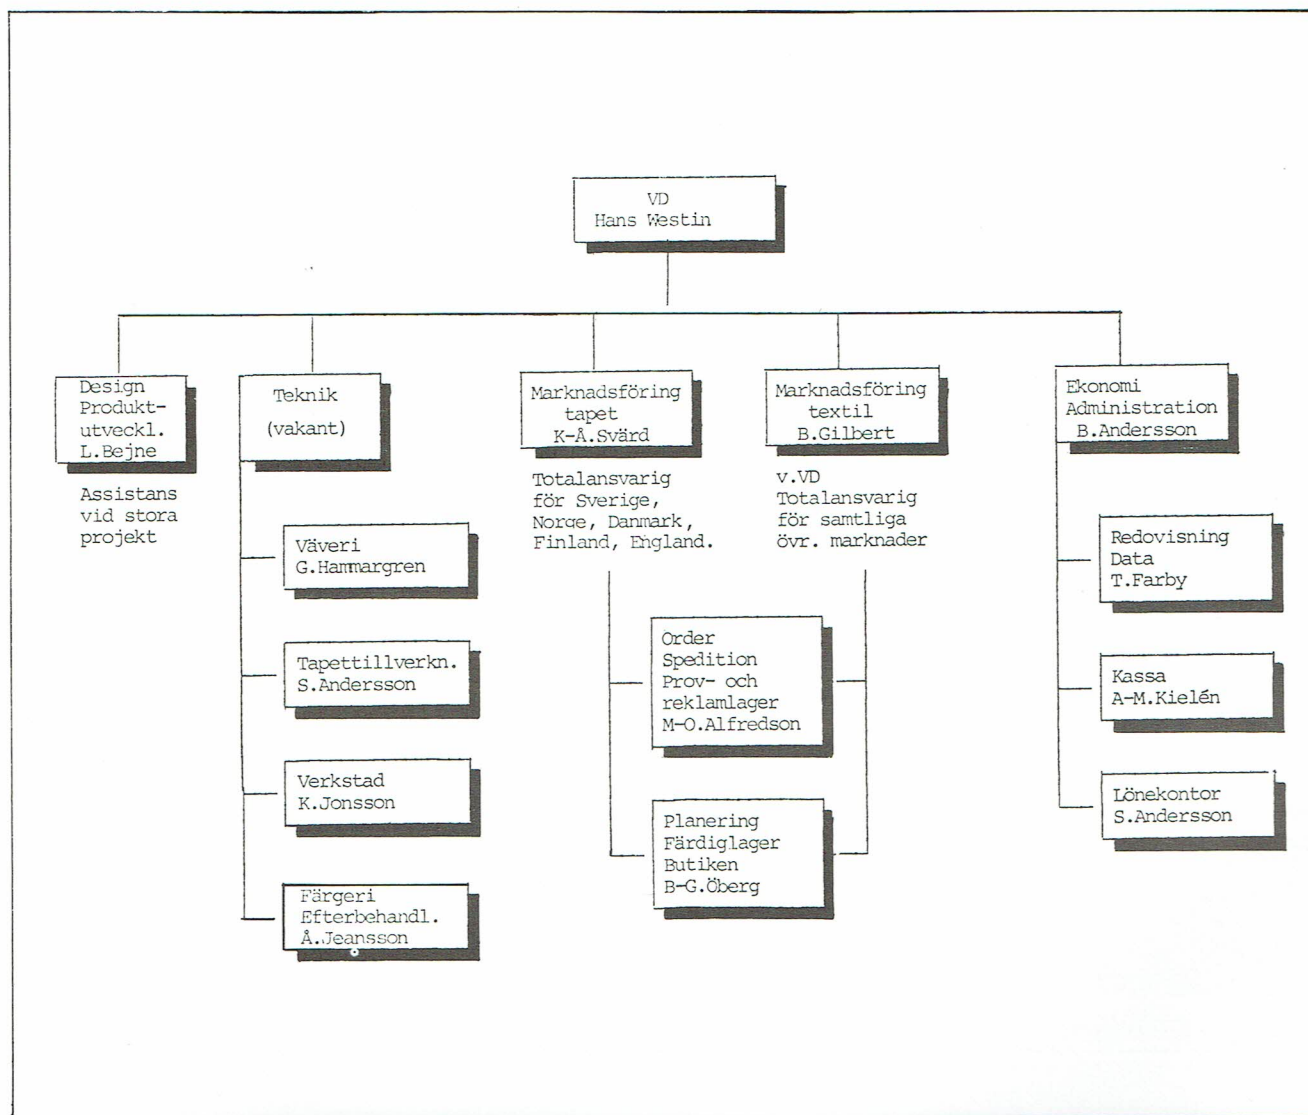 VD
Hans Westin
Design
Produkt-
utveckl.
L.Bejne
Assistans
vid stora
projekt
Teknik
(vakant)
Väveri
G.Hammargren
Tapettillverkn.
S.Andersson
Verkstad
K.Jonsson
Färgeri
Efterbehandl.
Å.Jeansson
Marknadsföring
tapet
K-Å.Svärd
Totalansvarig
för Sverige,
Norge, Danmark,
Finland, England.
Marknadsföring
textil
B.Gilbert
v.VD
Totalansvarig
för samtliga
övr. marknader
Order
Spedition
Prov- och
reklamlager
M-O.Alfredson
Planering
Färdiglager
Butiken
B-G.Öberg
Ekonomi
Administration
B.Andersson
Redovisning
Data
T.Farby
Kassa
A-M.Kielén
Lönekontor
S.Andersson